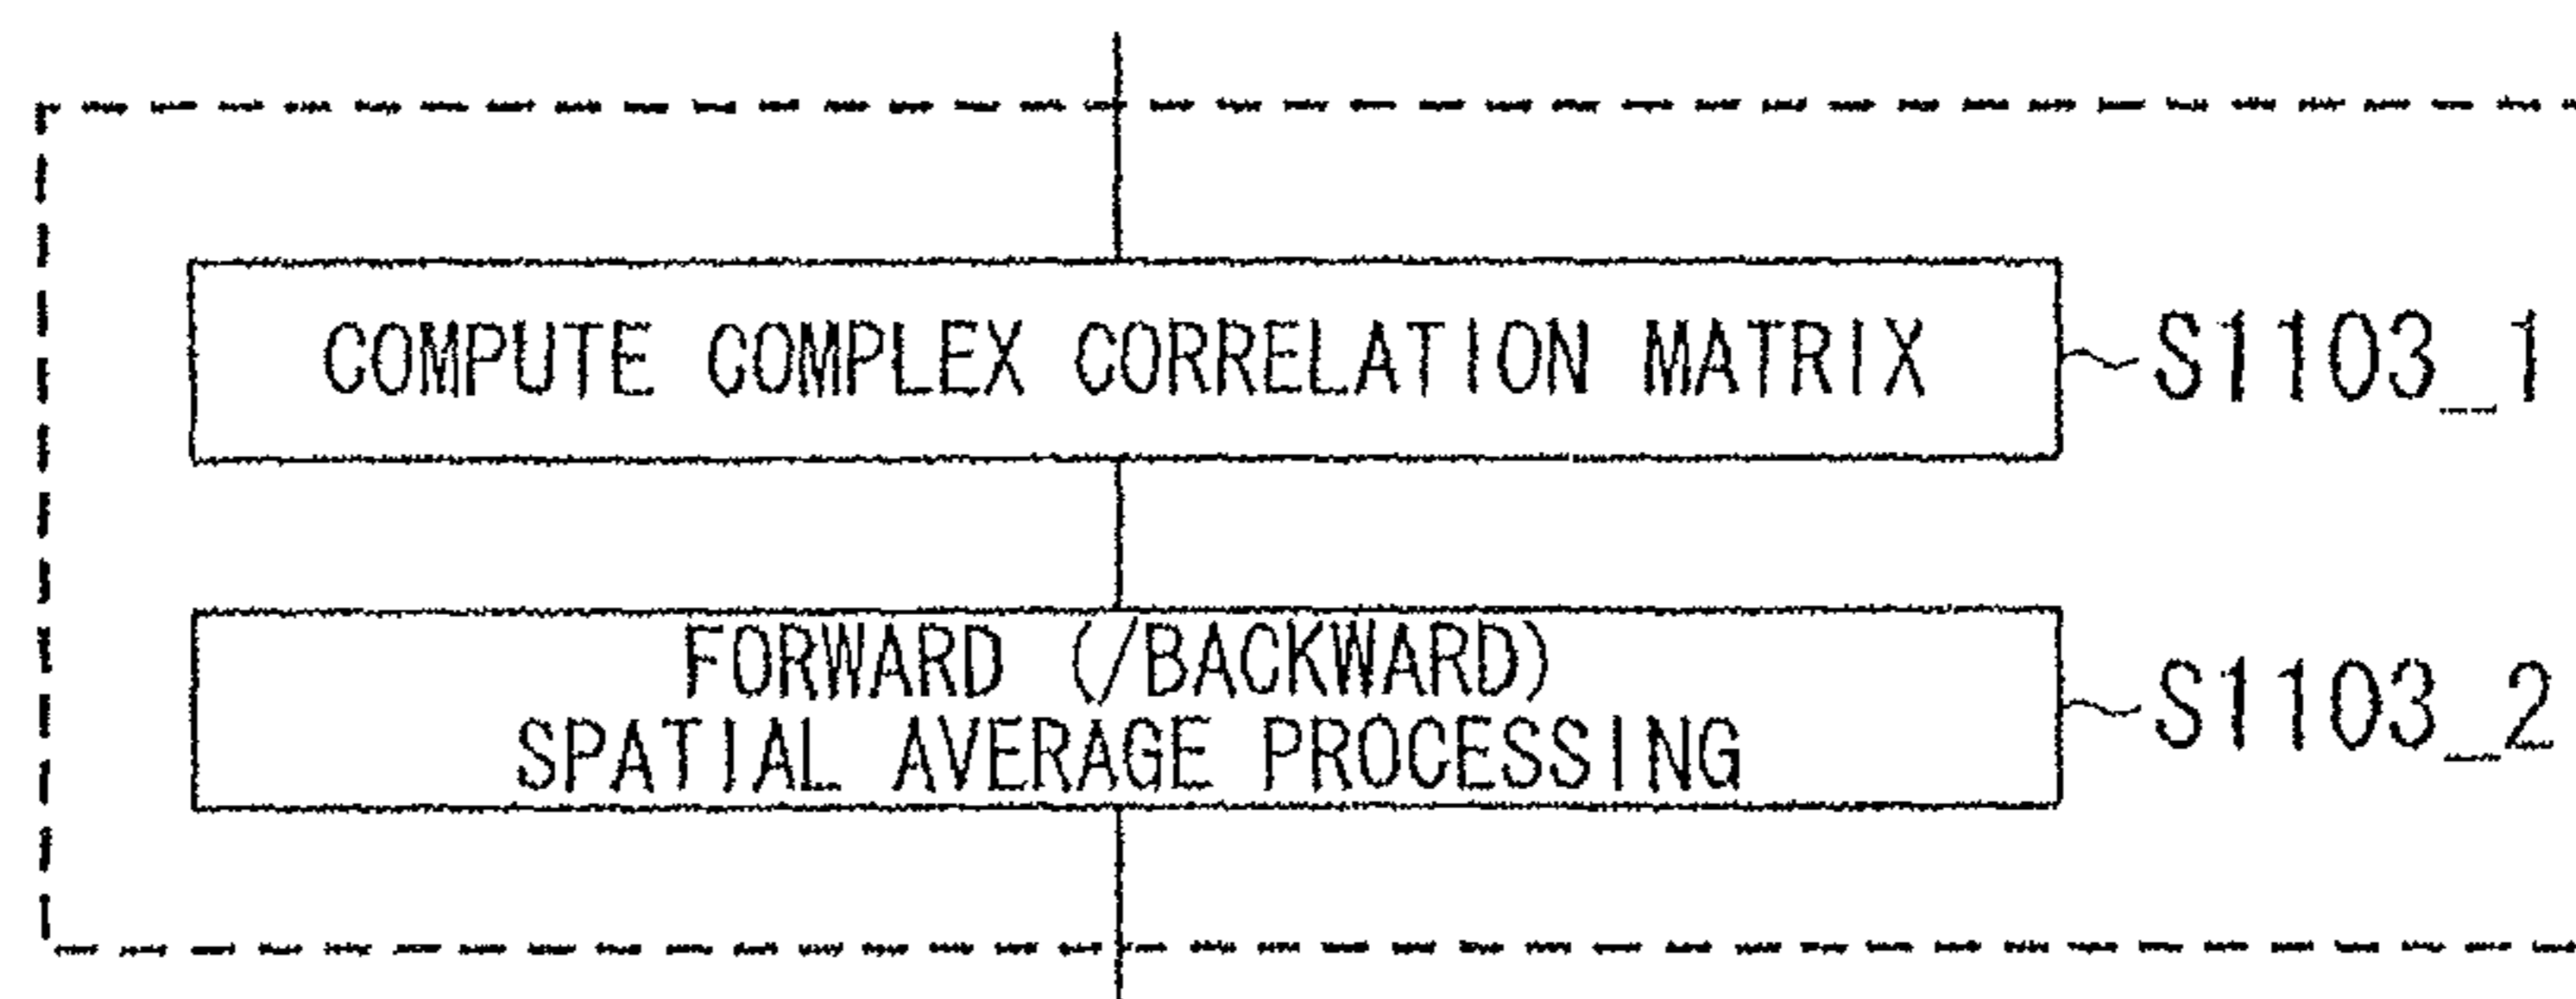 COMPUTE COMPLEX CORRELATION MATRIX
S1103_1
FORWARD (/BACKWARD)
SPATIAL AVERAGE PROCESSING
S1103_2